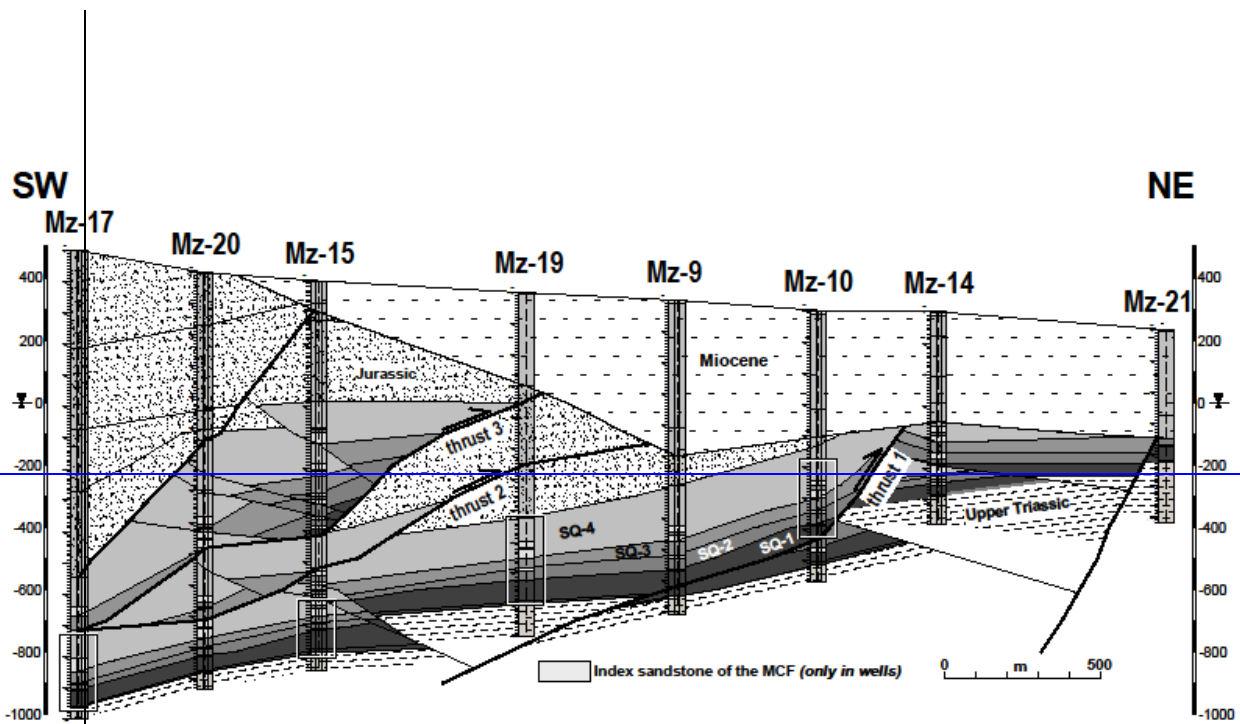 SW
NE
Mz-17
Mz-20
Mz-15
Mz-19
Mz-9
Mz-10
Mz-14
Mz-21
400
200
0
-200
-400
-600
-800
-1000
400
200
0
-200
-400
-600
-800
-1000
Jurassic
Miocene
thrust 3
thrust 2
thrust 1
SQ-4
SQ-3
SQ-2
SQ-1
Upper Triassic
Index sandstone of the MCF (only in wells)
0 m 500